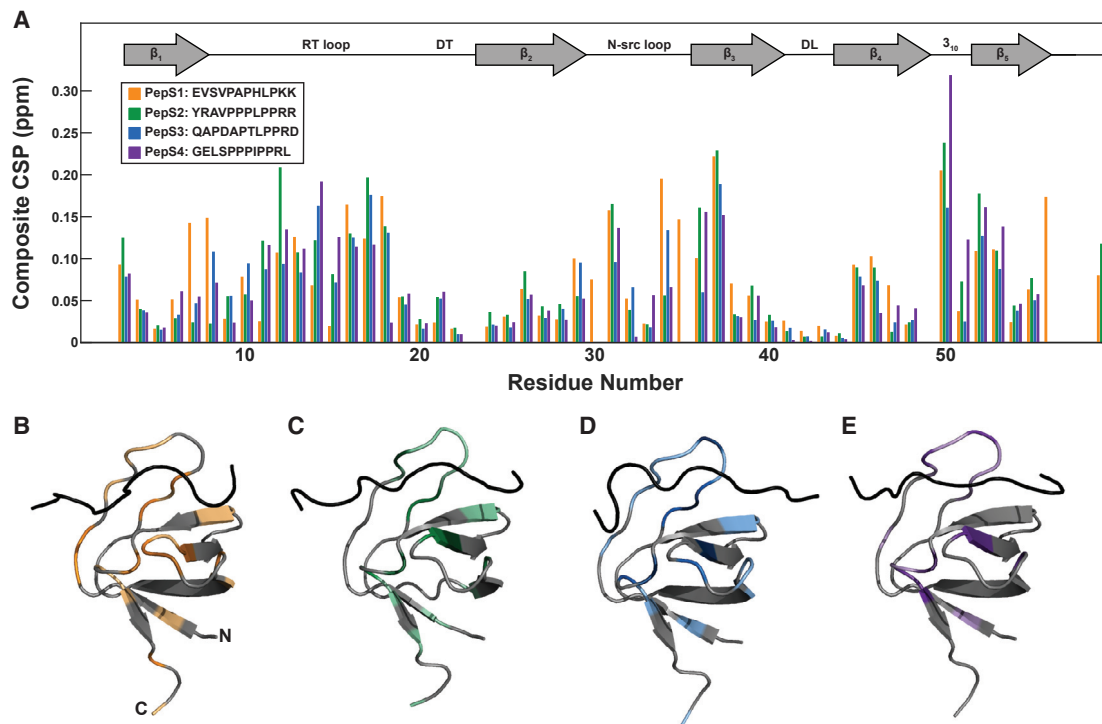 A
β1
RT loop
DT
β2
N-src loop
β3
DL
β4
310
β5
PepS1: EVSVPAPHLPKK
PepS2: YRAVPPPLPPRR
PepS3: QAPDAPTLPPRD
PepS4: GELSPPPIPPRL
Composite CSP (ppm)
0.30
0.25
0.20
0.15
0.10
0.05
0
10
20
30
40
50
Residue Number
B
C
D
E
N
C